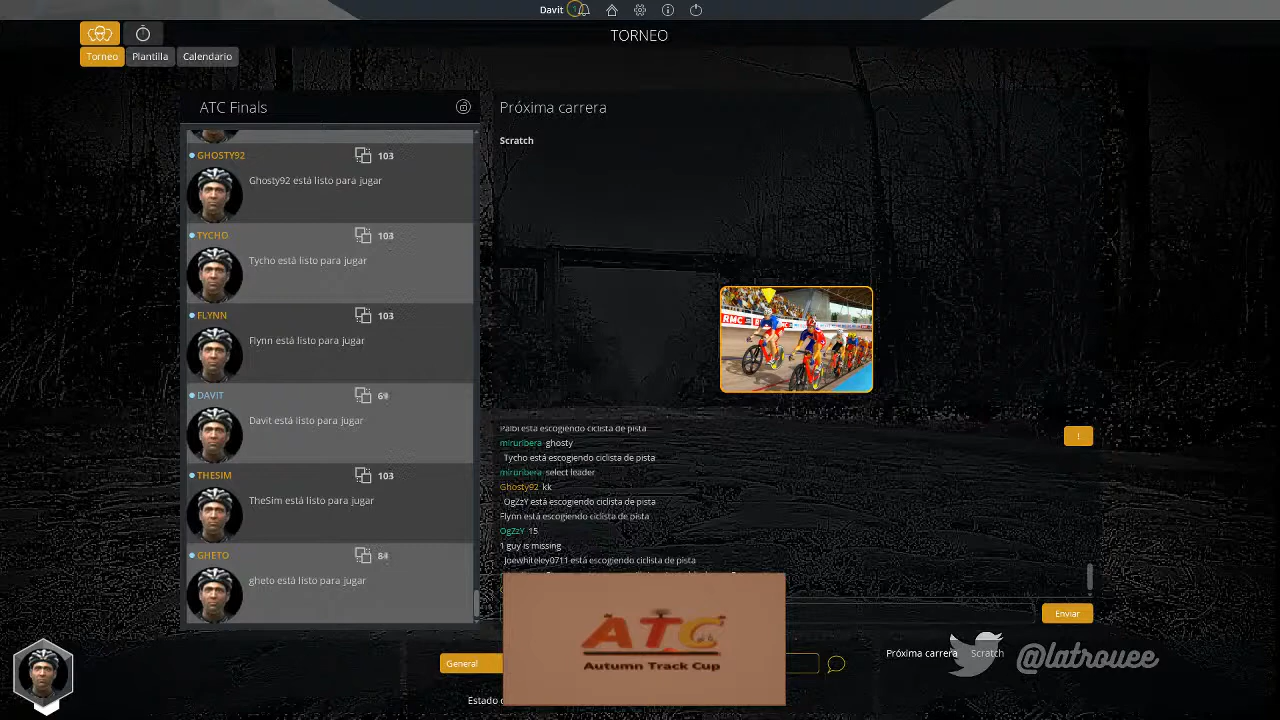 Davit
TORNEO
Torneo Plantilla Calendario
ATC Finals
GHOSTY92 103
Ghosty92 está listo para jugar
TYCHO 103
Tycho está listo para jugar
FLYNN 103
Flynn está listo para jugar
DAVIT
Davit está listo para jugar
THESIM 103
TheSim está listo para jugar
GHETO
gheto está listo para jugar
Próxima carrera
Scratch
RMC
Palbi está escogiendo ciclista de pista
miruribera ghosty
Tycho está escogiendo ciclista de pista
miruribera select leader
Ghosty92 kk
OgZzY está escogiendo ciclista de pista
Flynn está escogiendo ciclista de pista
OgZzY 15
1 guy is missing
Joewhiteley0711 está escogiendo ciclista de pista
!
Enviar
ATC
Autumn Track Cup
General
Próxima carrera Scratch
@latrouee
Estado